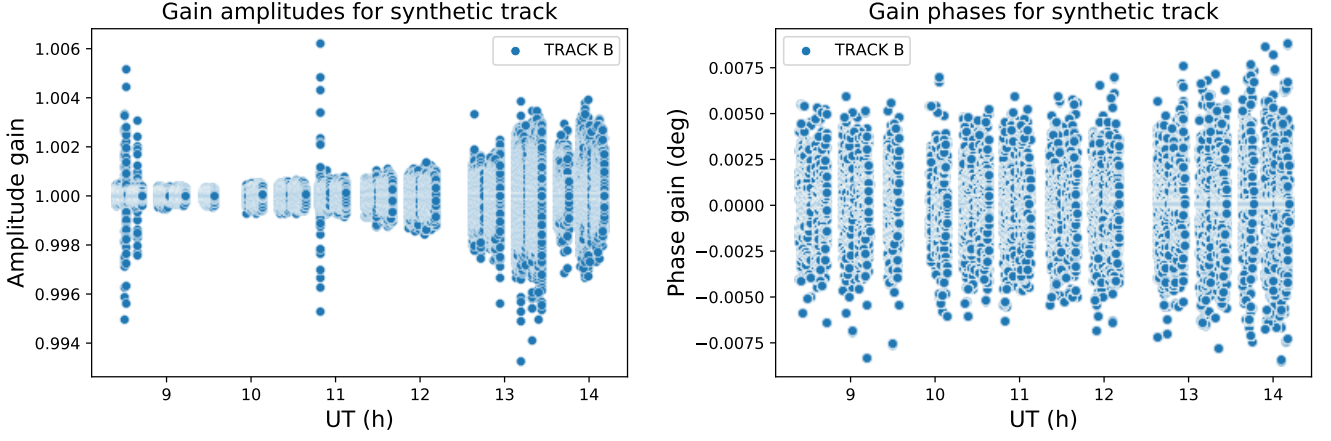 Gain amplitudes for synthetic track
TRACK B
Amplitude gain
1.006
1.004
1.002
1.000
0.998
0.996
0.994
9 10 11 12 13 14
UT (h)
Gain phases for synthetic track
TRACK B
Phase gain (deg)
0.0075
0.0050
0.0025
0.0000
−0.0025
−0.0050
−0.0075
9 10 11 12 13 14
UT (h)